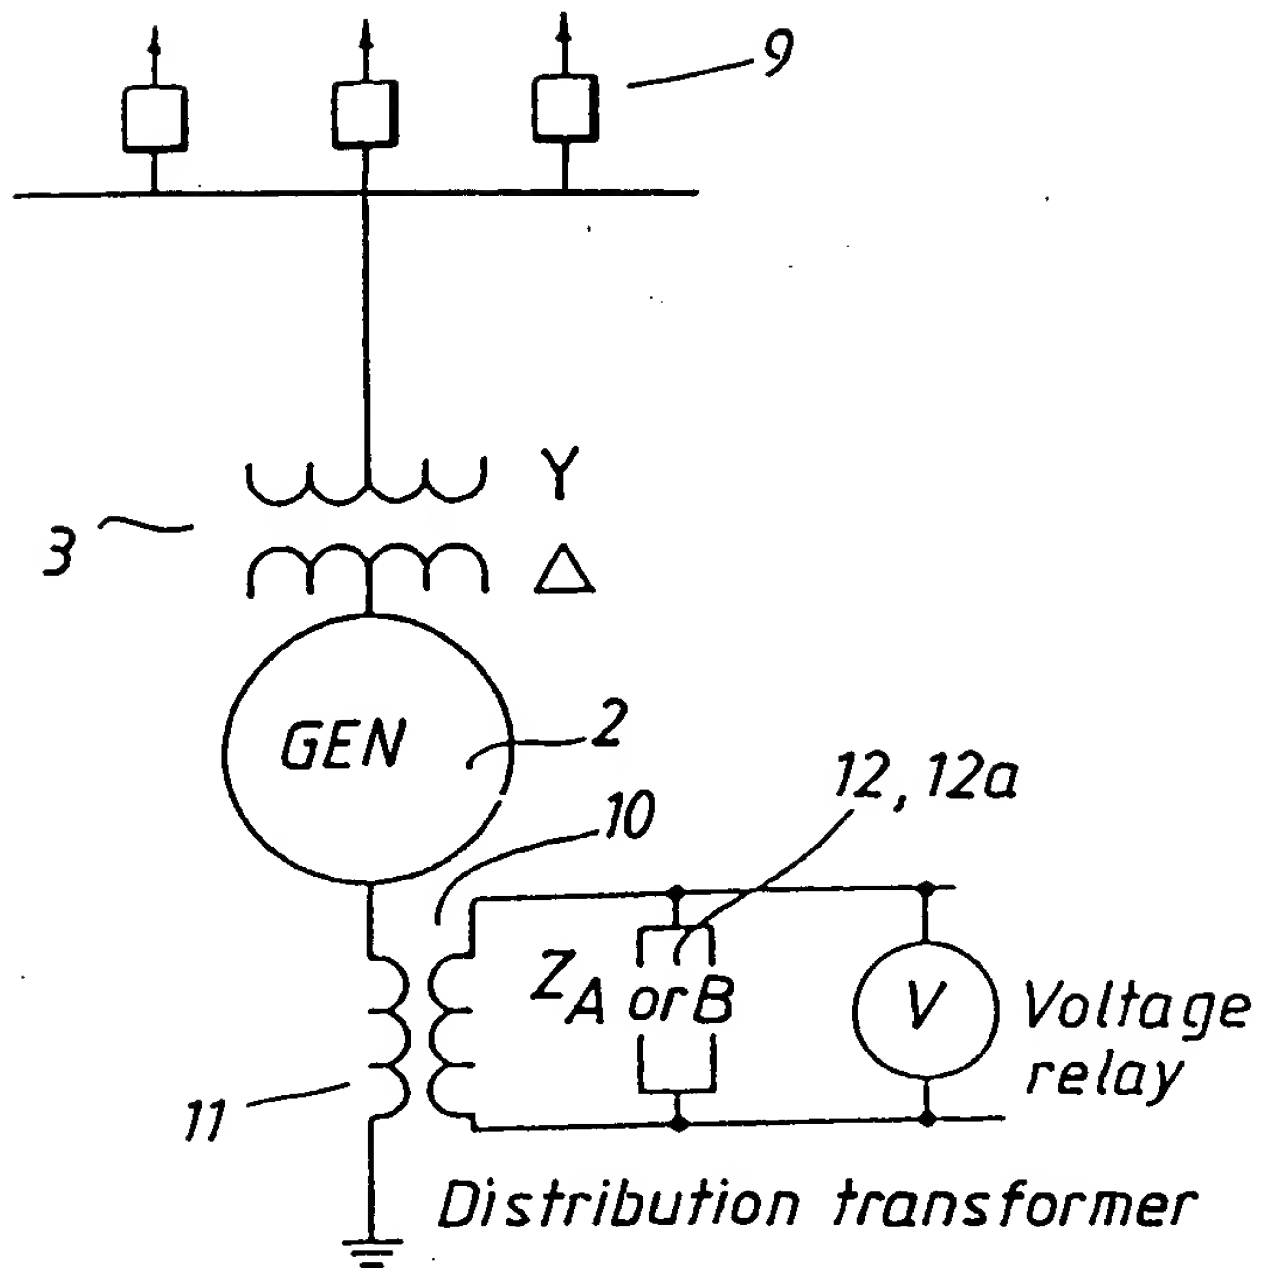 9
Y
3
Δ
GEN
2
12, 12a
10
Z A or B
V
Voltage
relay
11
Distribution transformer